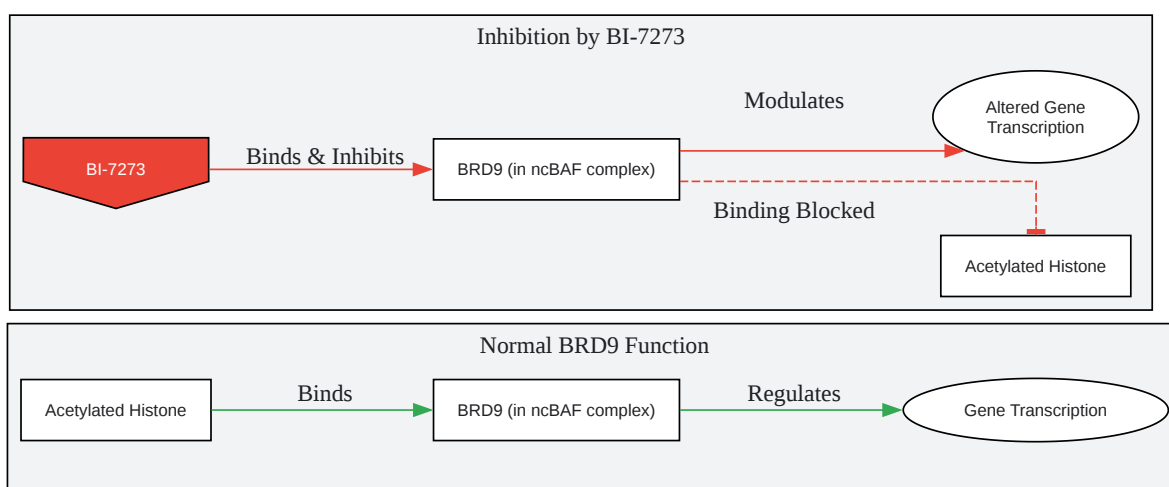 Inhibition by BI-7273
Modulates
Altered Gene
Transcription
BI-7273
Binds & Inhibits
BRD9 (in ncBAF complex)
Binding Blocked
Acetylated Histone
Normal BRD9 Function
Acetylated Histone
Binds
BRD9 (in ncBAF complex)
Regulates
Gene Transcription